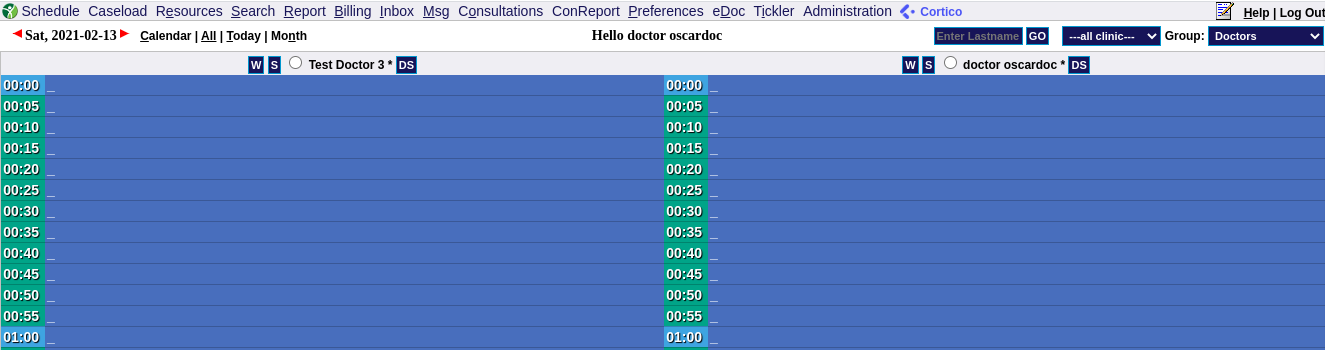 Schedule Caseload Resources Search Report Billing Inbox Msg Consultations ConReport Preferences eDoc Tickler Administration Cortico Help | Log Out
Sat, 2021-02-13 Calendar | All | Today | Month Hello doctor oscardoc Enter Lastname GO ---all clinic--- Group: Doctors
W S Test Doctor 3 * DS W S doctor oscardoc * DS
00:00 _ 00:00 _
00:05 _ 00:05 _
00:10 _ 00:10 _
00:15 _ 00:15 _
00:20 _ 00:20 _
00:25 _ 00:25 _
00:30 _ 00:30 _
00:35 _ 00:35 _
00:40 _ 00:40 _
00:45 _ 00:45 _
00:50 _ 00:50 _
00:55 _ 00:55 _
01:00 _ 01:00 _